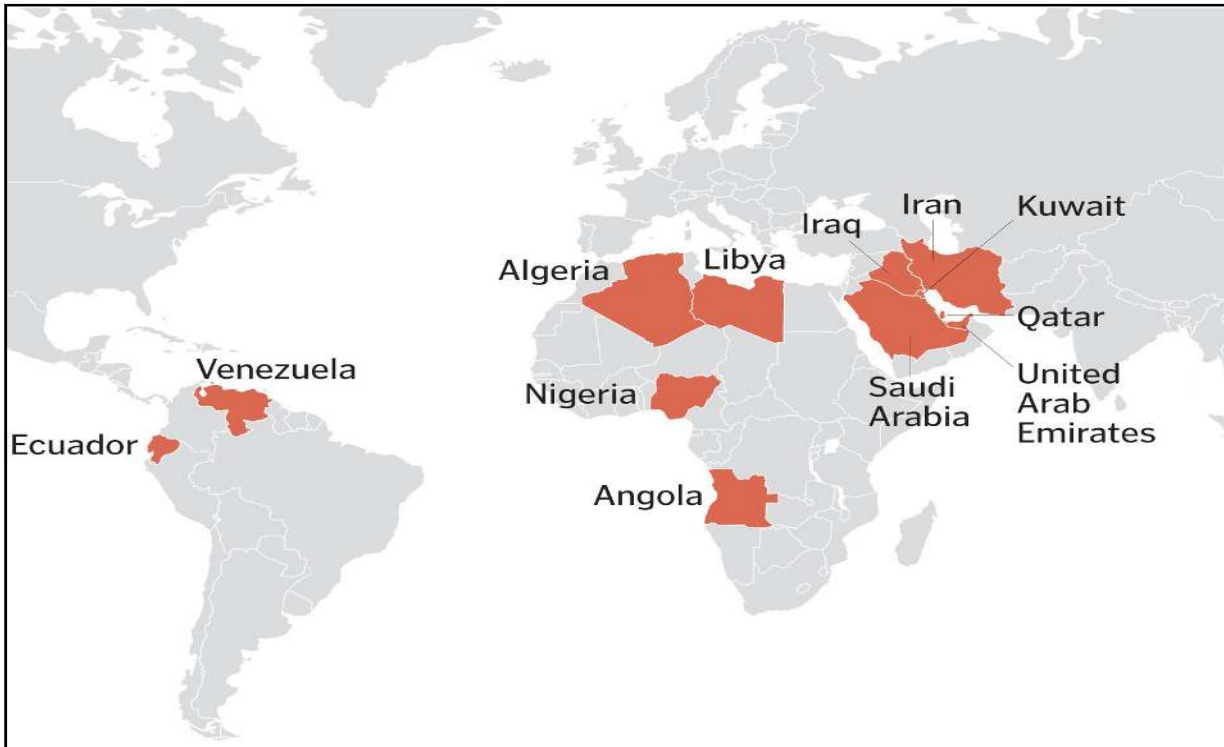 Iran
Kuwait
Iraq
Algeria
Libya
Qatar
Venezuela
Nigeria
Saudi
Arabia
United
Arab
Emirates
Ecuador
Angola